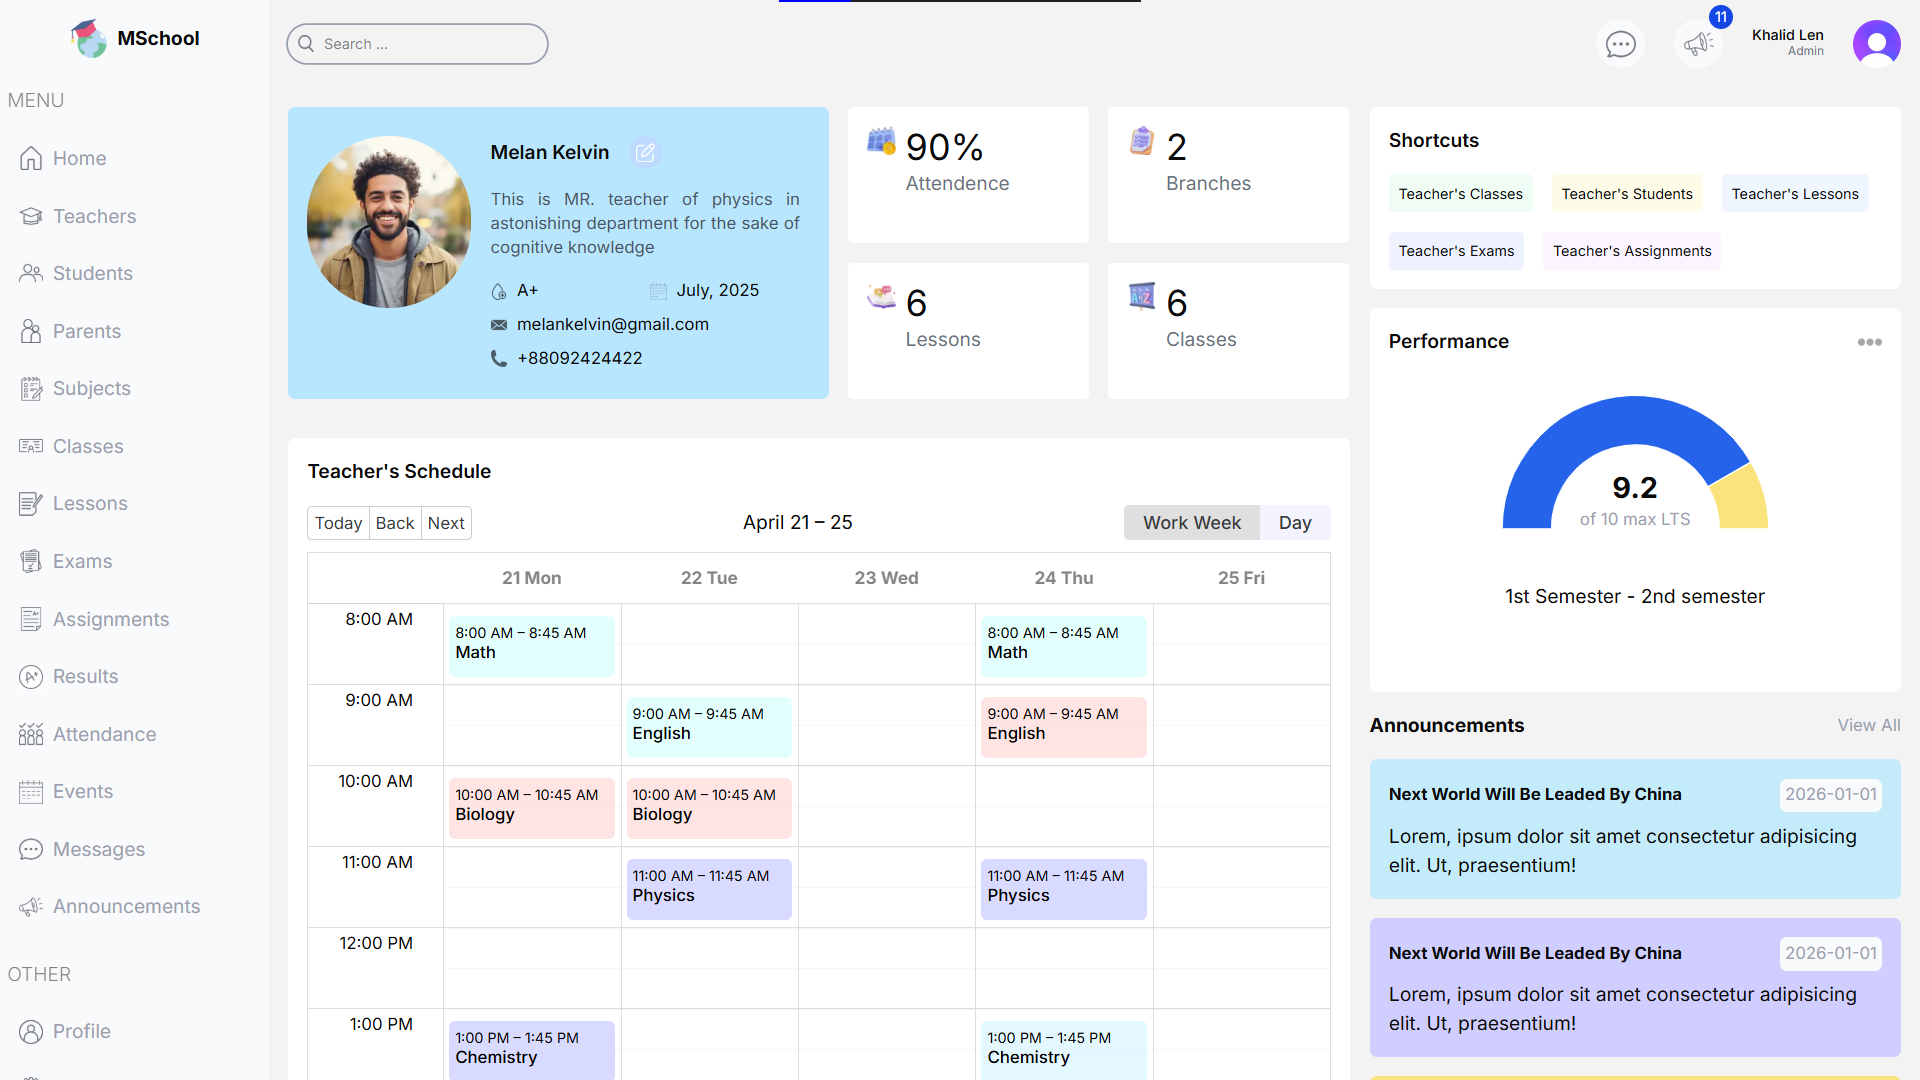 MSchool
MENU
Home
Teachers
Students
Parents
Subjects
Classes
Lessons
Exams
Assignments
Results
Attendance
Events
Messages
Announcements
OTHER
Profile
Search ...
11
Khalid Len
Admin
Melan Kelvin
This is MR. teacher of physics in
astonishing department for the sake of
cognitive knowledge
A+
July, 2025
melankelvin@gmail.com
+88092424422
90%
Attendence
2
Branches
6
Lessons
6
Classes
Teacher's Schedule
Today Back Next
April 21 – 25
Work Week Day
21 Mon 22 Tue 23 Wed 24 Thu 25 Fri
8:00 AM
8:00 AM – 8:45 AM
Math
8:00 AM – 8:45 AM
Math
9:00 AM
9:00 AM – 9:45 AM
English
9:00 AM – 9:45 AM
English
10:00 AM
10:00 AM – 10:45 AM
Biology
10:00 AM – 10:45 AM
Biology
11:00 AM
11:00 AM – 11:45 AM
Physics
11:00 AM – 11:45 AM
Physics
12:00 PM
1:00 PM
1:00 PM – 1:45 PM
Chemistry
1:00 PM – 1:45 PM
Chemistry
Shortcuts
Teacher's Classes
Teacher's Students
Teacher's Lessons
Teacher's Exams
Teacher's Assignments
Performance
9.2
of 10 max LTS
1st Semester - 2nd semester
Announcements
View All
Next World Will Be Leaded By China
2026-01-01
Lorem, ipsum dolor sit amet consectetur adipisicing
elit. Ut, praesentium!
Next World Will Be Leaded By China
2026-01-01
Lorem, ipsum dolor sit amet consectetur adipisicing
elit. Ut, praesentium!